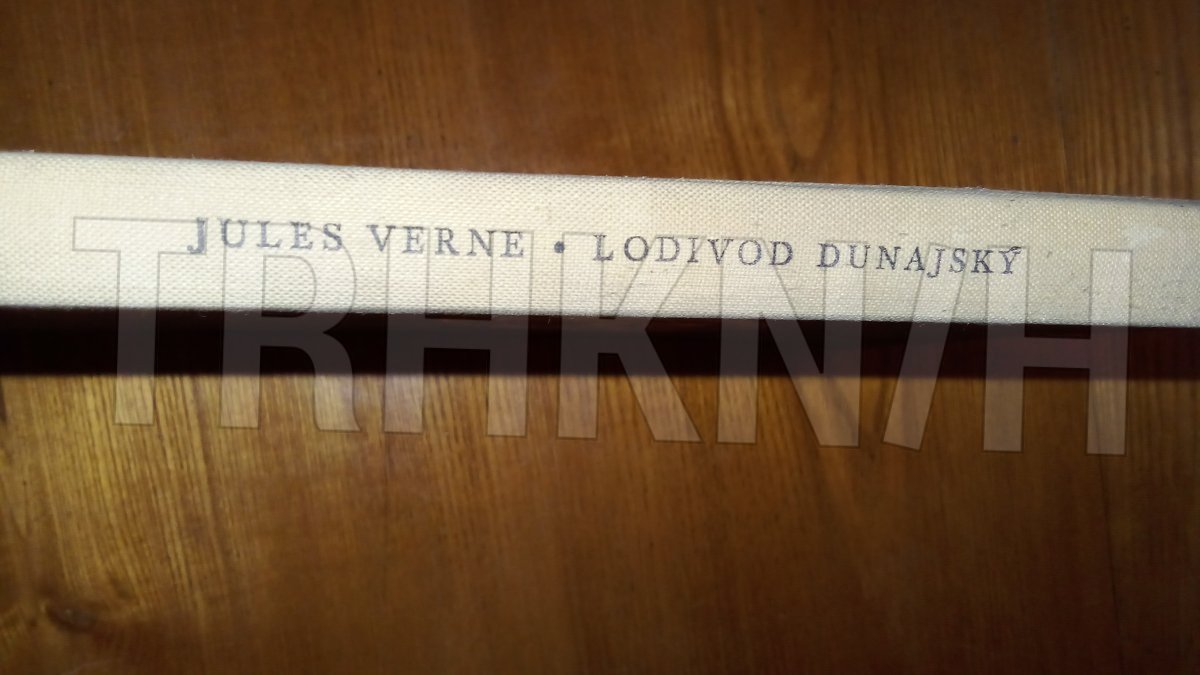 JULES VERNE • LODIVOD DUNAJSKÝ
TRHKNIH